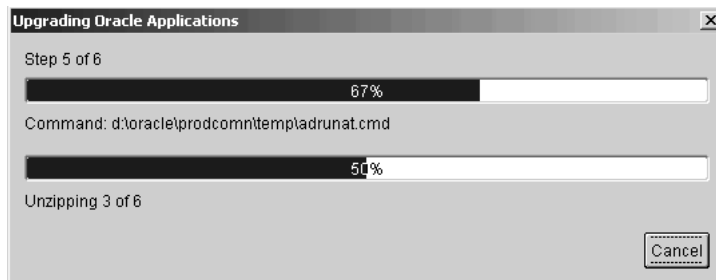 Upgrading Oracle Applications
Step 5 of 6
67%
Command: d:\oracle\prodcomn\temp\adrunat.cmd
50%
Unzipping 3 of 6
Cancel